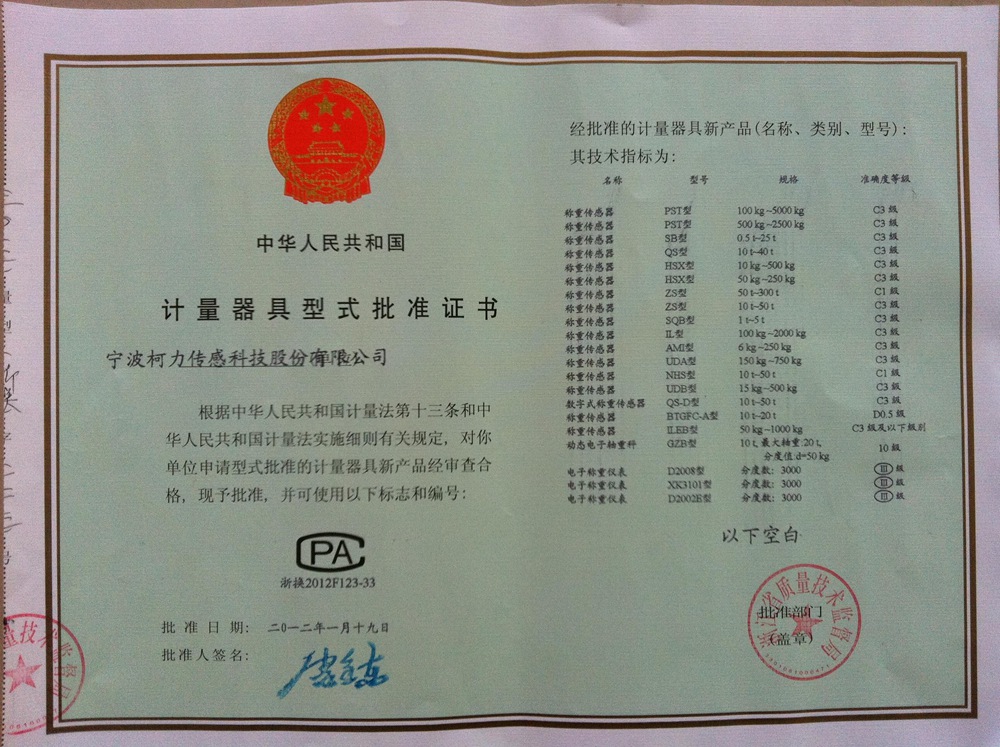 中华人民共和国
计量器具型式批准证书
宁波柯力传感科技股份有限公司
根据中华人民共和国计量法第十三条和中
华人民共和国计量法实施细则有关规定，对你
单位申请型式批准的计量器具新产品经审查合
格，现予批准，并可使用以下标志和编号：
CPA
浙换2012F123-33
批准日期：二0一二年一月十九日
批准人签名：
经批准的计量器具新产品(名称、类别、型号)：
其技术指标为：
名称 型号 规格 准确度等级
称重传感器 PST型 100 kg~5000 kg C3 级
称重传感器 PST型 500 kg~2500 kg C3 级
称重传感器 SB型 0.5 t~25 t C3 级
称重传感器 QS型 10 t~40 t C3 级
称重传感器 HSX型 10 kg~500 kg C3 级
称重传感器 HSX型 50 kg~250 kg C3 级
称重传感器 ZS型 50 t~300 t C1 级
称重传感器 ZS型 10 t~50 t C3 级
称重传感器 SQB型 1 t~5 t C3 级
称重传感器 IL型 100 kg~2000 kg C3 级
称重传感器 AMI型 6 kg~250 kg C3 级
称重传感器 UDA型 150 kg~750 kg C3 级
称重传感器 NHS型 10 t~50 t C1 级
称重传感器 UDB型 15 kg~500 kg C3 级
数字式称重传感器 QS-D型 10 t~50 t C3 级
称重传感器 BTGFC-A型 10 t~20 t D0.5 级
称重传感器 ILEB型 50 kg~1000 kg C3 级及以下级别
动态电子轴重秤 GZB型 10 t, 最大轴重:20 t, 10 级
分度值:d=50 kg
电子称重仪表 D2008型 分度数：3000 Ⅲ 级
电子称重仪表 XK3101型 分度数：3000 Ⅲ 级
电子称重仪表 D2002E型 分度数：3000 Ⅲ 级
以下空白
浙江省质量技术监督局
批准部门
(盖章)